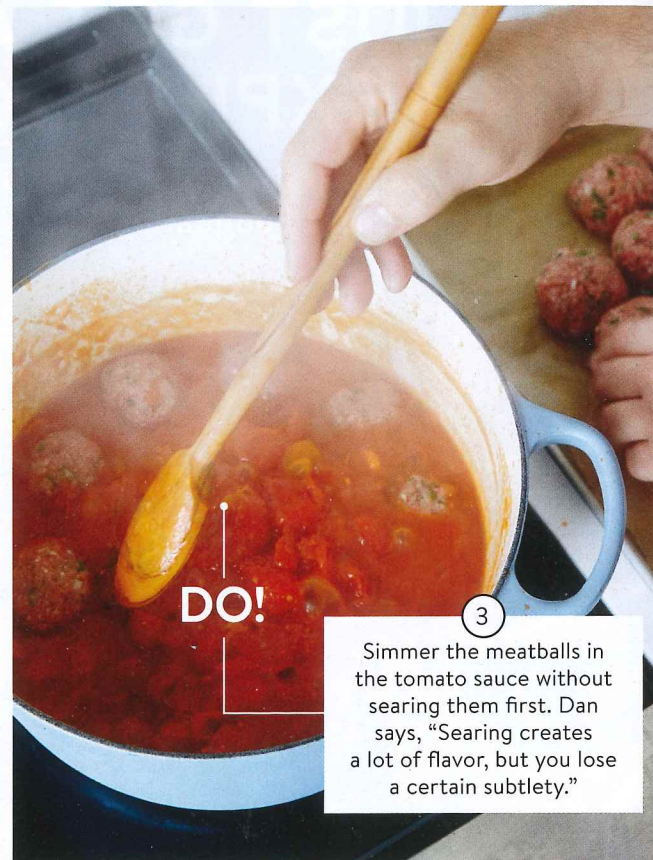 DO!
3
Simmer the meatballs in
the tomato sauce without
searing them first. Dan
says, “Searing creates
a lot of flavor, but you lose
a certain subtlety.”